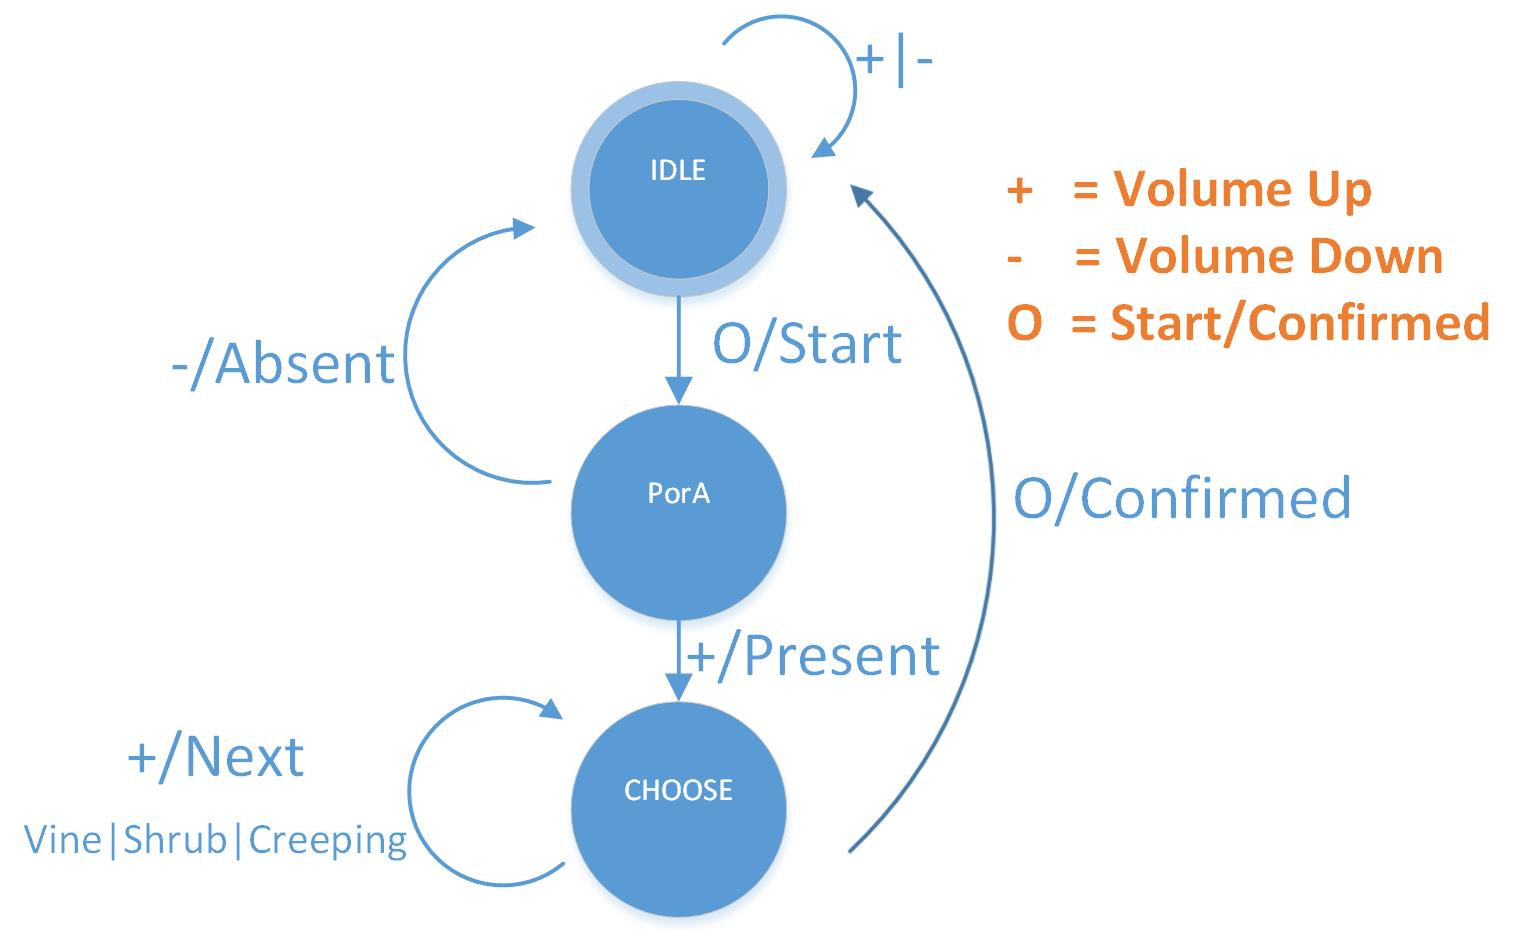 +|-
IDLE
+ = Volume Up
- = Volume Down
O = Start/Confirmed
O/Start
-/Absent
PorA
O/Confirmed
+/Present
+/Next
CHOOSE
Vine|Shrub|Creeping